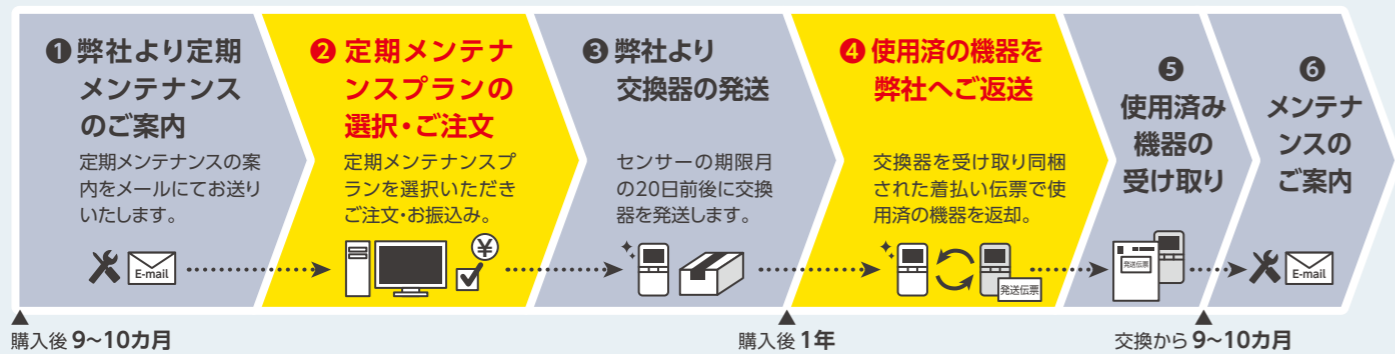 ❶弊社より定期
メンテナンス
のご案内
定期メンテナンスの案
内をメールにてお送り
いたします。
E-mail
❷定期メンテナ
ンスプランの
選択・ご注文
定期メンテナンスプ
ランを選択いただき
ご注文・お振込み。
¥
❸弊社より
交換器の発送
センサーの期限月
の20日前後に交換
器を発送します。
❹使用済の機器を
弊社へご返送
交換器を受け取り同梱
された着払い伝票で使
用済の機器を返却。
発送伝票
❺
使用済み
機器の
受け取り
発送伝票
❻
メンテナ
ンスの
ご案内
E-mail
購入後 9~10カ月
購入後 1年
交換から 9~10カ月